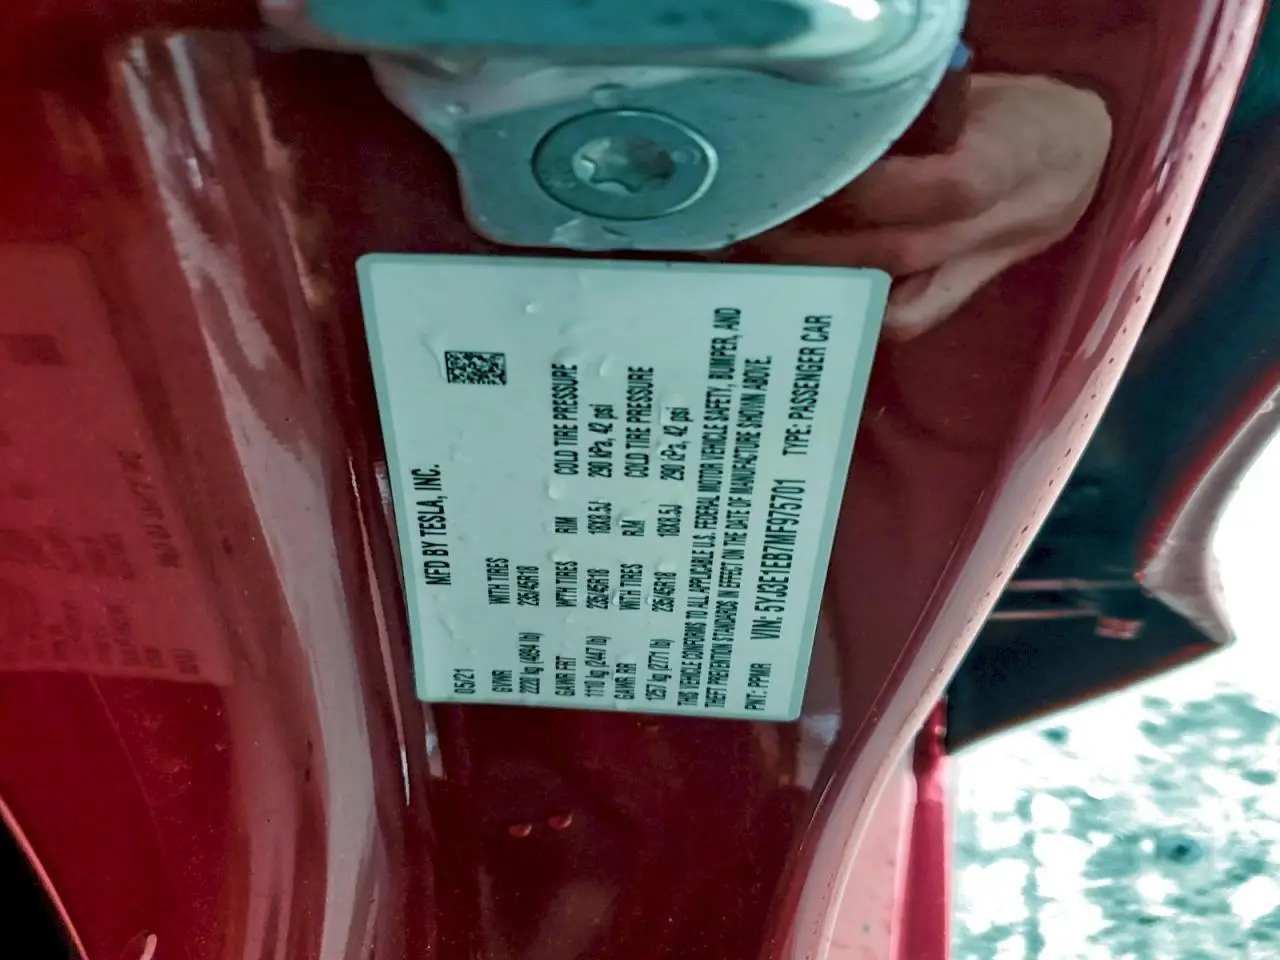 MFD BY TESLA, INC.
05/21
GVWR WITH TIRES
2221 kg (4894 lb) 235/45R18
GAWR FRT WITH TIRES RIM COLD TIRE PRESSURE
1110 kg (2447 lb) 235/45R18 18X8.5J 290 kPa, 42 psi
GAWR RR WITH TIRES RIM COLD TIRE PRESSURE
1257 kg (2771 lb) 235/45R18 18X8.5J 290 kPa, 42 psi
THIS VEHICLE CONFORMS TO ALL APPLICABLE U.S. FEDERAL MOTOR VEHICLE SAFETY, BUMPER, AND
THEFT PREVENTION STANDARDS IN EFFECT ON THE DATE OF MANUFACTURE SHOWN ABOVE.
PNT: PPMR VIN: 5YJ3E1EB7MF975701 TYPE: PASSENGER CAR